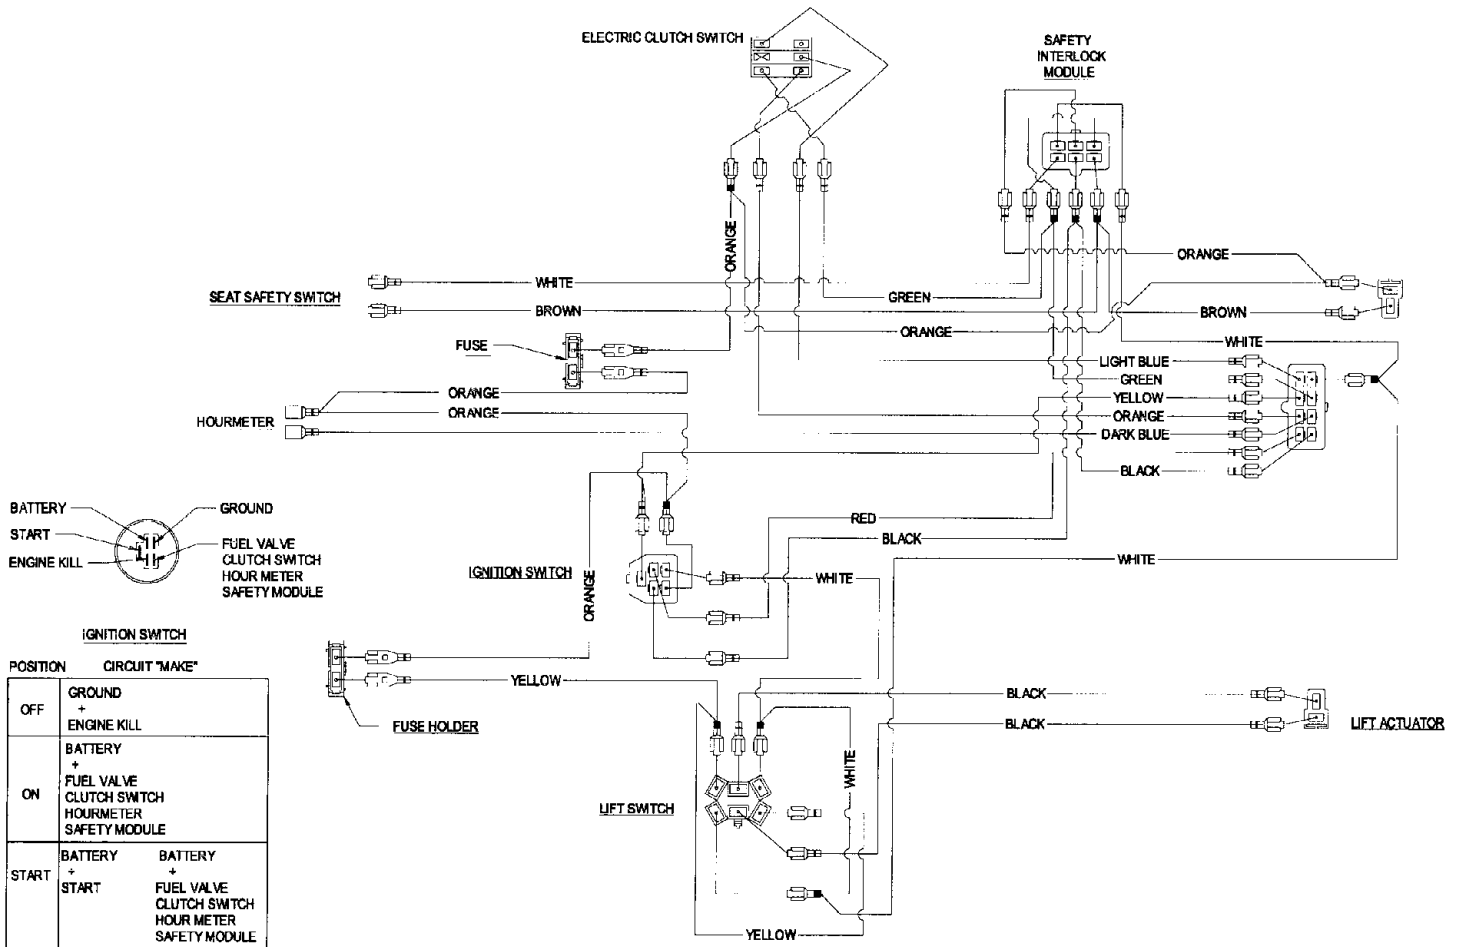 ELECTRIC CLUTCH SWITCH
SAFETY
INTERLOCK
MODULE
ORANGE
ORANGE
WHITE
SEAT SAFETY SWITCH
GREEN
BROWN
BROWN
ORANGE
FUSE
WHITE
LIGHT BLUE
GREEN
ORANGE
YELLOW
ORANGE
ORANGE
HOURMETER
DARK BLUE
BLACK
BATTERY
GROUND
START
ENGINE KILL
FUEL VALVE
CLUTCH SWITCH
HOUR METER
SAFETY MODULE
RED
BLACK
WHITE
IGNITION SWITCH
WHITE
ORANGE
IGNITION SWITCH
POSITION CIRCUIT "MAKE"
OFF
GROUND
+
ENGINE KILL
ON
BATTERY
+
FUEL VALVE
CLUTCH SWITCH
HOURMETER
SAFETY MODULE
START
BATTERY
+
START
BATTERY
+
FUEL VALVE
CLUTCH SWITCH
HOUR METER
SAFETY MODULE
YELLOW
FUSE HOLDER
BLACK
BLACK
LIFT ACTUATOR
WHITE
LIFT SWITCH
YELLOW